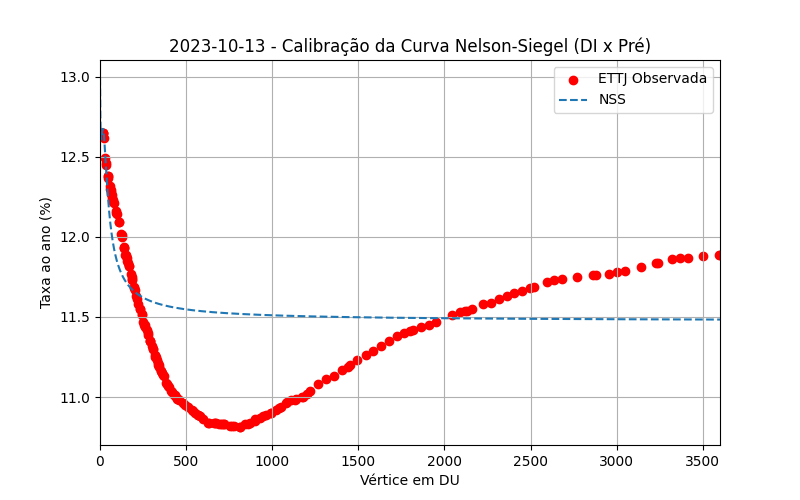 2023-10-13 - Calibração da Curva Nelson-Siegel (DI x Pré)
ETTJ Observada
NSS
Taxa ao ano (%)
13.0
12.5
12.0
11.5
11.0
0 500 1000 1500 2000 2500 3000 3500
Vértice em DU